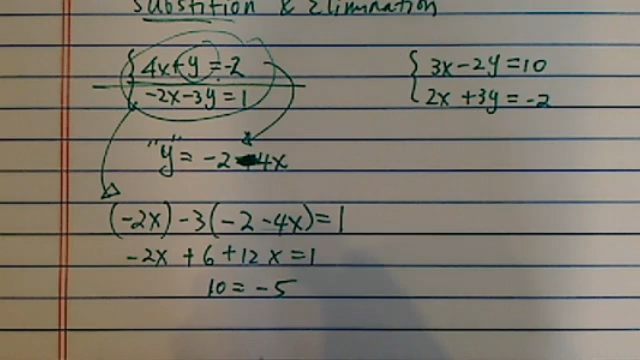 Substition & Elimination
4x+y=-2
-2x-3y=1
"y"=-2-4x
(-2x)-3(-2-4x)=1
-2x+6+12x=1
10=-5
3x-2y=10
2x+3y=-2